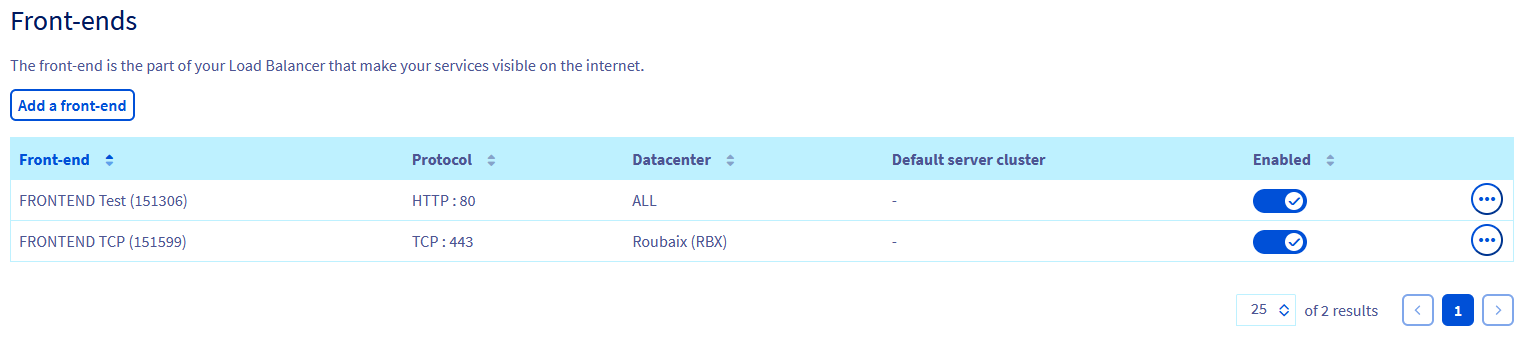 Front-ends
The front-end is the part of your Load Balancer that make your services visible on the internet.
Add a front-end
Front-end Protocol Datacenter Default server cluster Enabled
FRONTEND Test (151306) HTTP : 80 ALL -
FRONTEND TCP (151599) TCP : 443 Roubaix (RBX) -
25 of 2 results 1